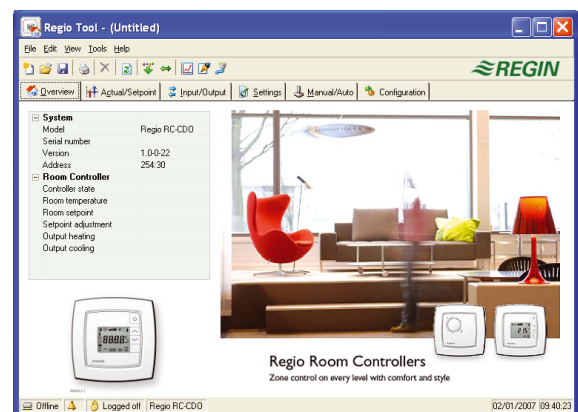 Regio Tool - (Untitled)
File Edit View Tools Help
REGIN
Overview Actual/Setpoint Input/Output Settings Manual/Auto Configuration
System
Model Regio RC-CDO
Serial number
Version 1.0-0-22
Address 254:30
Room Controller
Controller state
Room temperature
Room setpoint
Setpoint adjustment
Output heating
Output cooling
Regio Room Controllers
Zone control on every level with comfort and style
Offline Logged off Regio RC-CDO 02/01/2007 09:40:23